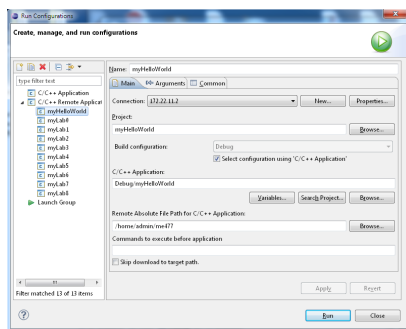 Run Configurations
Create, manage, and run configurations
type filter text
C/C++ Application
C/C++ Remote Applicat
myHelloWorld
myLab0
myLab1
myLab2
myLab3
myLab4
myLab5
myLab6
myLab7
myLab8
Launch Group
Filter matched 13 of 13 items
Name: myHelloWorld
Main Arguments Common
Connection: 172.22.11.2 New... Properties...
Project:
myHelloWorld Browse...
Build configuration: Debug
Select configuration using 'C/C++ Application'
C/C++ Application:
Debug/myHelloWorld
Variables... Search Project... Browse...
Remote Absolute File Path for C/C++ Application:
/home/admin/me477 Browse...
Commands to execute before application
Skip download to target path.
Apply Revert
Run Close